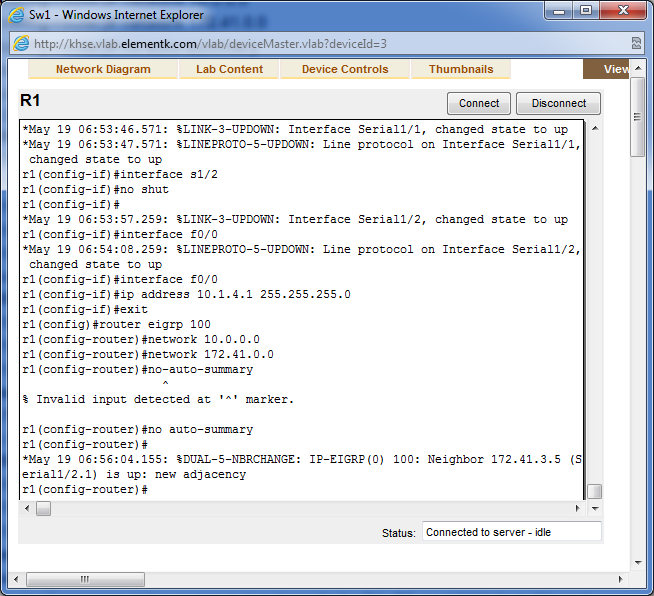 Sw1 - Windows Internet Explorer
http://khse.vlab.elementk.com/vlab/deviceMaster.vlab?deviceId=3
Network Diagram Lab Content Device Controls Thumbnails View
R1
Connect Disconnect
*May 19 06:53:46.571: %LINK-3-UPDOWN: Interface Serial1/1, changed state to up
*May 19 06:53:47.571: %LINEPROTO-5-UPDOWN: Line protocol on Interface Serial1/1,
changed state to up
r1(config-if)#interface s1/2
r1(config-if)#no shut
r1(config-if)#
*May 19 06:53:57.259: %LINK-3-UPDOWN: Interface Serial1/2, changed state to up
r1(config-if)#interface f0/0
*May 19 06:54:08.259: %LINEPROTO-5-UPDOWN: Line protocol on Interface Serial1/2,
changed state to up
r1(config-if)#interface f0/0
r1(config-if)#ip address 10.1.4.1 255.255.255.0
r1(config-if)#exit
r1(config)#router eigrp 100
r1(config-router)#network 10.0.0.0
r1(config-router)#network 172.41.0.0
r1(config-router)#no-auto-summary
^
% Invalid input detected at '^' marker.
r1(config-router)#no auto-summary
r1(config-router)#
*May 19 06:56:04.155: %DUAL-5-NBRCHANGE: IP-EIGRP(0) 100: Neighbor 172.41.3.5 (S
erial1/2.1) is up: new adjacency
r1(config-router)#
Status: Connected to server - idle